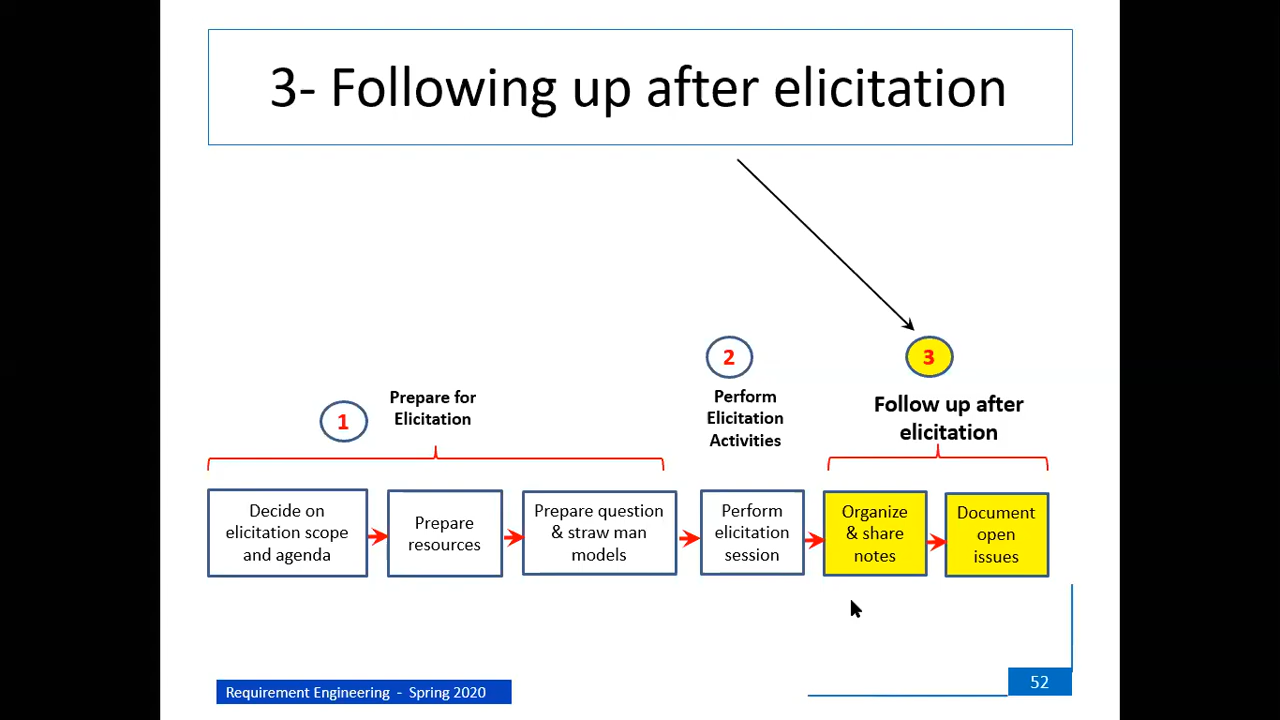 3- Following up after elicitation
1
Prepare for
Elicitation
2
Perform
Elicitation
Activities
3
Follow up after
elicitation
Decide on
elicitation scope
and agenda
Prepare
resources
Prepare question
& straw man
models
Perform
elicitation
session
Organize
& share
notes
Document
open
issues
Requirement Engineering - Spring 2020
52